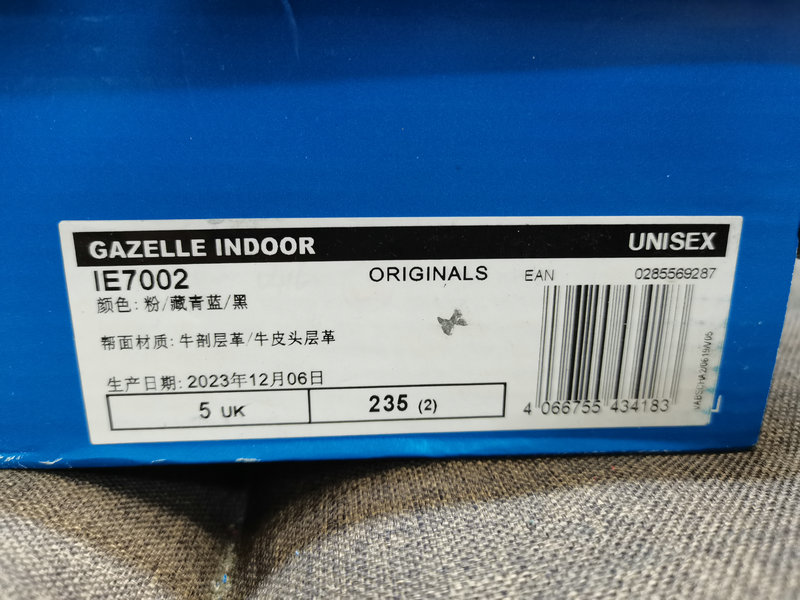 GAZELLE INDOOR UNISEX
IE7002 ORIGINALS EAN 0285569287
颜色: 粉/藏青蓝/黑
帮面材质: 牛剖层革/牛皮头层革
生产日期: 2023年12月06日
5 UK 235 (2)
4 066755 434183